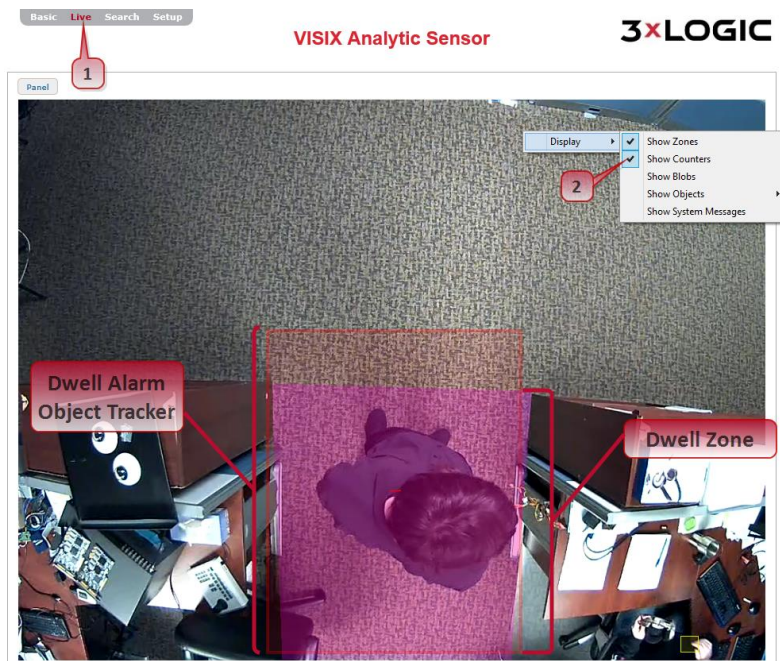 Basic Live Search Setup
VISIX Analytic Sensor
3xLOGIC
1
Panel
Display
Show Zones
Show Counters
2
Show Blobs
Show Objects
Show System Messages
Dwell Alarm
Object Tracker
Dwell Zone